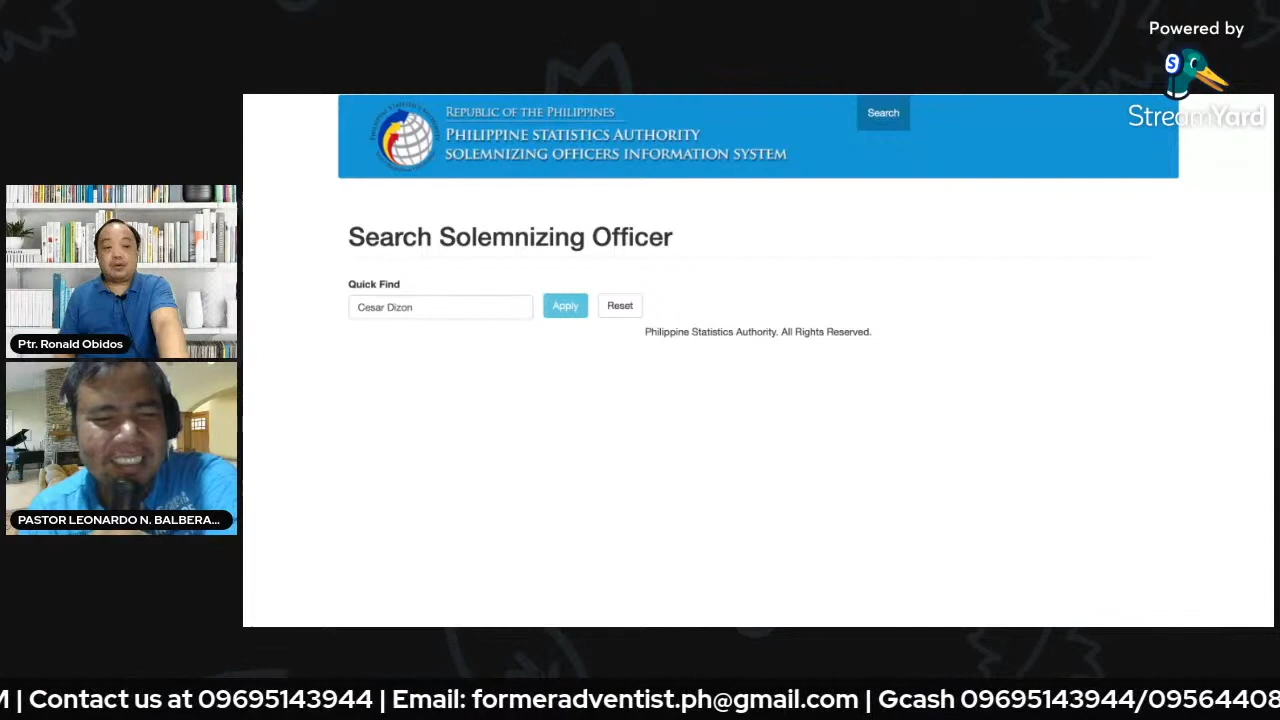 Powered by
StreamYard
REPUBLIC OF THE PHILIPPINES
PHILIPPINE STATISTICS AUTHORITY
SOLEMNIZING OFFICERS INFORMATION SYSTEM
Search
Search Solemnizing Officer
Quick Find
Cesar Dizon
Apply
Reset
Philippine Statistics Authority. All Rights Reserved.
Ptr. Ronald Obidos
PASTOR LEONARDO N. BALBERA...
M | Contact us at 09695143944 | Email: formeradventist.ph@gmail.com | Gcash 09695143944/09564408